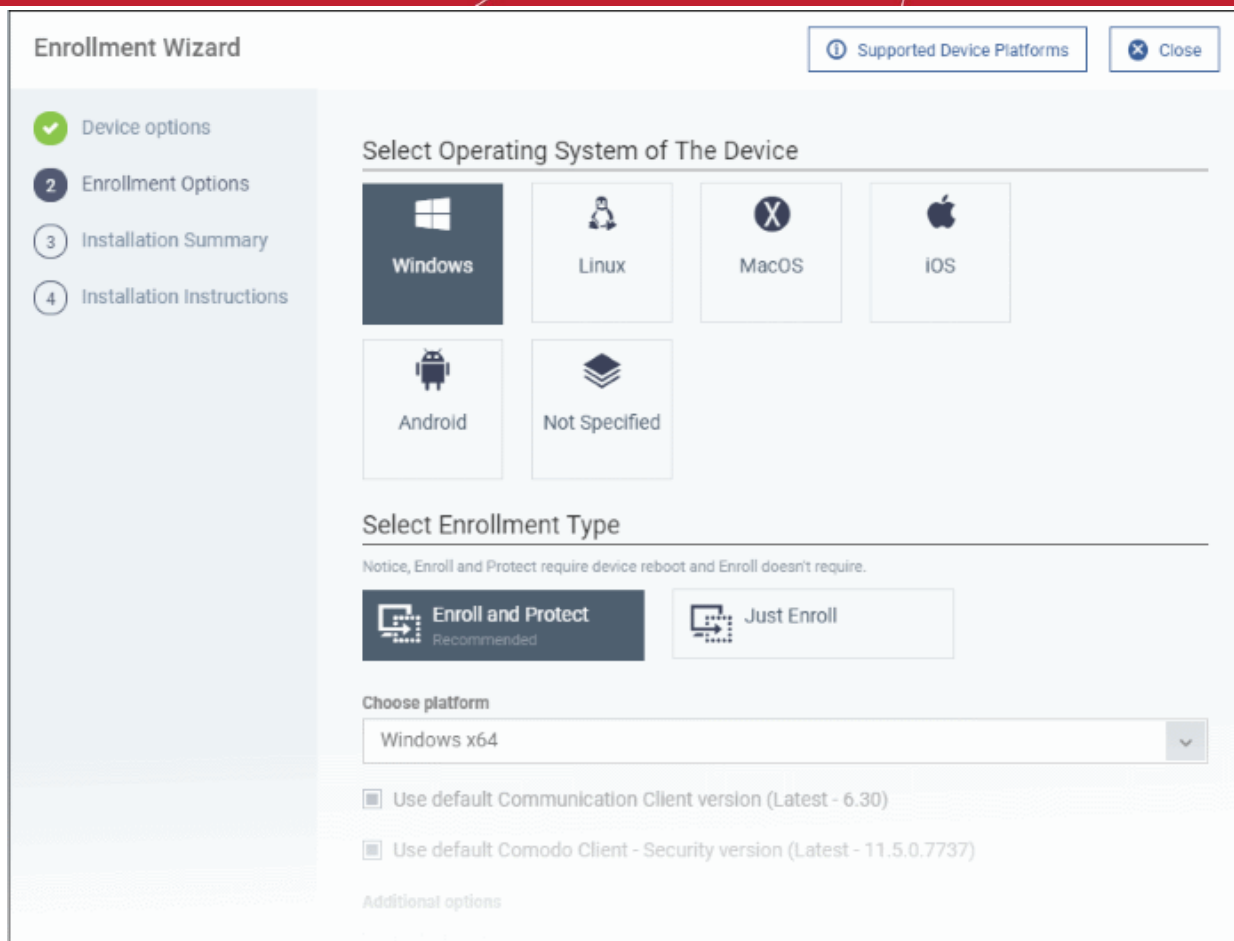 Enrollment Wizard
Supported Device Platforms
Close
Device options
2 Enrollment Options
3 Installation Summary
4 Installation Instructions
Select Operating System of The Device
Windows
Linux
MacOS
iOS
Android
Not Specified
Select Enrollment Type
Notice, Enroll and Protect require device reboot and Enroll doesn't require.
Enroll and Protect
Recommended
Just Enroll
Choose platform
Windows x64
Use default Communication Client version (Latest - 6.30)
Use default Comodo Client - Security version (Latest - 11.5.0.7737)
Additional options